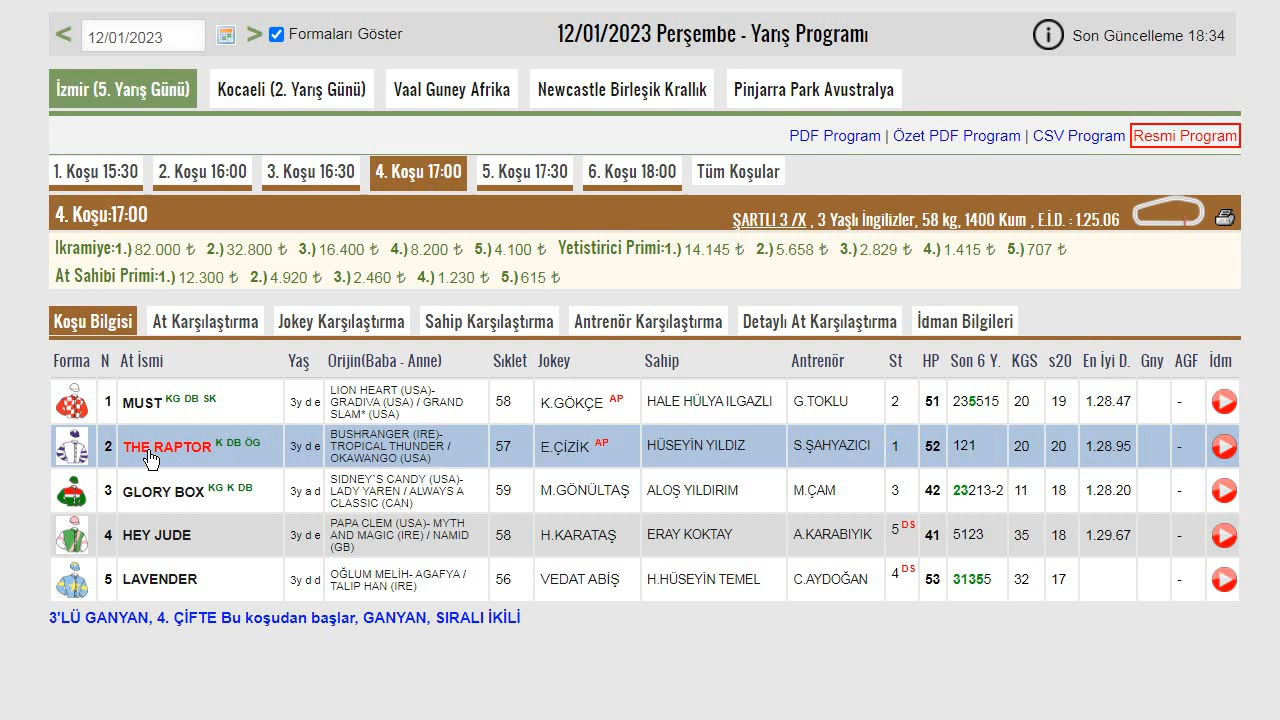 < 12/01/2023 > Formaları Göster 12/01/2023 Perşembe - Yarış Programı Son Güncelleme 18:34
İzmir (5. Yarış Günü) Kocaeli (2. Yarış Günü) Vaal Guney Afrika Newcastle Birleşik Krallık Pinjarra Park Avustralya
PDF Program | Özet PDF Program | CSV Program Resmi Program
1. Koşu 15:30 2. Koşu 16:00 3. Koşu 16:30 4. Koşu 17:00 5. Koşu 17:30 6. Koşu 18:00 Tüm Koşular
4. Koşu:17:00 ŞARTLI 3 /X , 3 Yaşlı İngilizler, 58 kg, 1400 Kum , E.İ.D. : 1.25.06
Ikramiye:1.) 82.000 ₺ 2.) 32.800 ₺ 3.) 16.400 ₺ 4.) 8.200 ₺ 5.) 4.100 ₺ Yetistirici Primi:1.) 14.145 ₺ 2.) 5.658 ₺ 3.) 2.829 ₺ 4.) 1.415 ₺ 5.) 707 ₺
At Sahibi Primi:1.) 12.300 ₺ 2.) 4.920 ₺ 3.) 2.460 ₺ 4.) 1.230 ₺ 5.) 615 ₺
Koşu Bilgisi At Karşılaştırma Jokey Karşılaştırma Sahip Karşılaştırma Antrenör Karşılaştırma Detaylı At Karşılaştırma İdman Bilgileri
Forma N At İsmi Yaş Orijin(Baba - Anne) Sıklet Jokey Sahip Antrenör St HP Son 6 Y. KGS s20 En İyi D. Gny AGF İdm
1 MUST KG DB SK 3y d e LION HEART (USA)- GRADIVA (USA) / GRAND SLAM* (USA) 58 K.GÖKÇE AP HALE HÜLYA ILGAZLI G.TOKLU 2 51 235515 20 19 1.28.47 -
2 THE RAPTOR K DB ÖG 3y d e BUSHRANGER (IRE)- TROPICAL THUNDER / OKAWANGO (USA) 57 E.ÇİZİK AP HÜSEYİN YILDIZ S.ŞAHYAZICI 1 52 121 20 20 1.28.95 -
3 GLORY BOX KG K DB 3y a d SIDNEY`S CANDY (USA)- LADY YAREN / ALWAYS A CLASSIC (CAN) 59 M.GÖNÜLTAŞ ALOŞ YILDIRIM M.ÇAM 3 42 23213-2 11 18 1.28.20 -
4 HEY JUDE 3y d e PAPA CLEM (USA)- MYTH AND MAGIC (IRE) / NAMID (GB) 58 H.KARATAŞ ERAY KOKTAY A.KARABIYIK 5 DS 41 5123 35 18 1.29.67 -
5 LAVENDER 3y d d OĞLUM MELİH- AGAFYA / TALIP HAN (IRE) 56 VEDAT ABİŞ H.HÜSEYİN TEMEL C.AYDOĞAN 4 DS 53 31355 32 17 -
3'LÜ GANYAN, 4. ÇİFTE Bu koşudan başlar, GANYAN, SIRALI İKİLİ